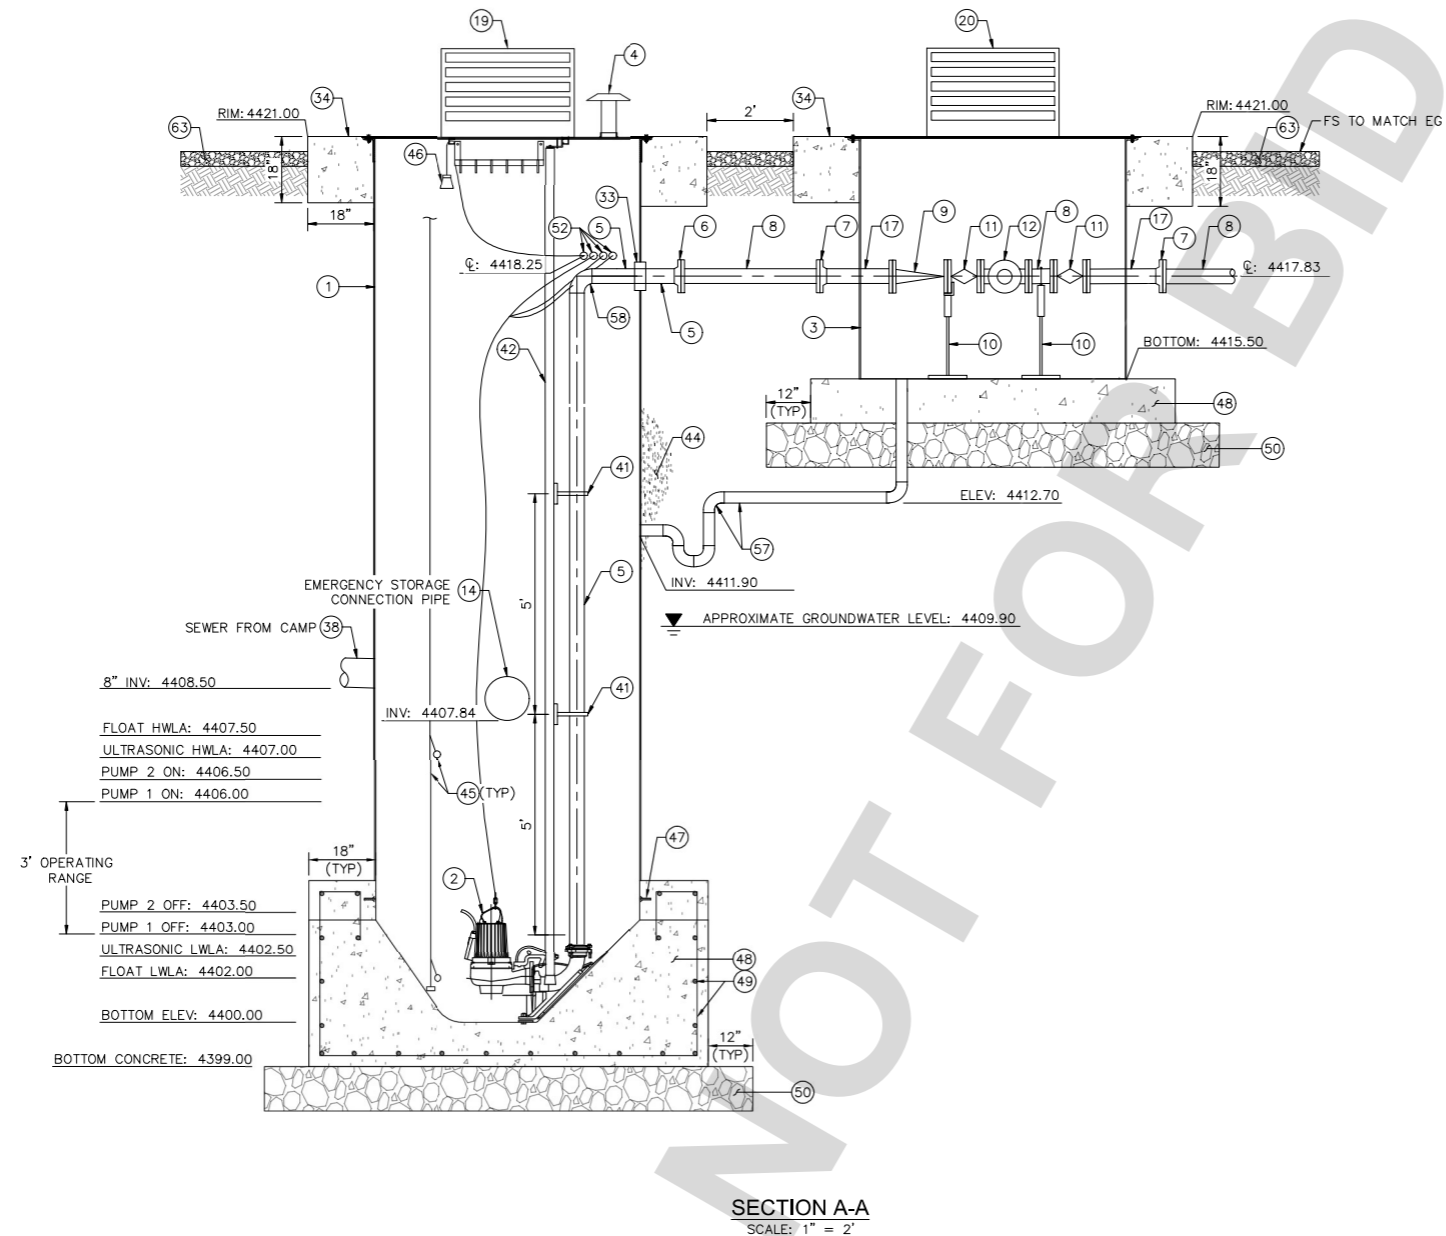 19
20
4
34
RIM: 4421.00
2'
34
RIM: 4421.00
63
63
FS TO MATCH EG
46
18"
18"
18"
33
52
5
6
8
7
17
9
11
12
8
11
17
7
8
℄: 4418.25
℄: 4417.83
1
58
5
3
10
10
BOTTOM: 4415.50
42
12"
(TYP)
48
44
50
41
ELEV: 4412.70
57
EMERGENCY STORAGE
CONNECTION PIPE
14
5'
5
INV: 4411.90
APPROXIMATE GROUNDWATER LEVEL: 4409.90
SEWER FROM CAMP 38
8" INV: 4408.50
41
INV: 4407.84
FLOAT HWLA: 4407.50
ULTRASONIC HWLA: 4407.00
PUMP 2 ON: 4406.50
PUMP 1 ON: 4406.00
45 (TYP)
5'
3' OPERATING
RANGE
18"
(TYP)
47
2
PUMP 2 OFF: 4403.50
PUMP 1 OFF: 4403.00
ULTRASONIC LWLA: 4402.50
FLOAT LWLA: 4402.00
48
49
BOTTOM ELEV: 4400.00
BOTTOM CONCRETE: 4399.00
12"
(TYP)
50
NOT FOR BID
SECTION A-A
SCALE: 1" = 2'